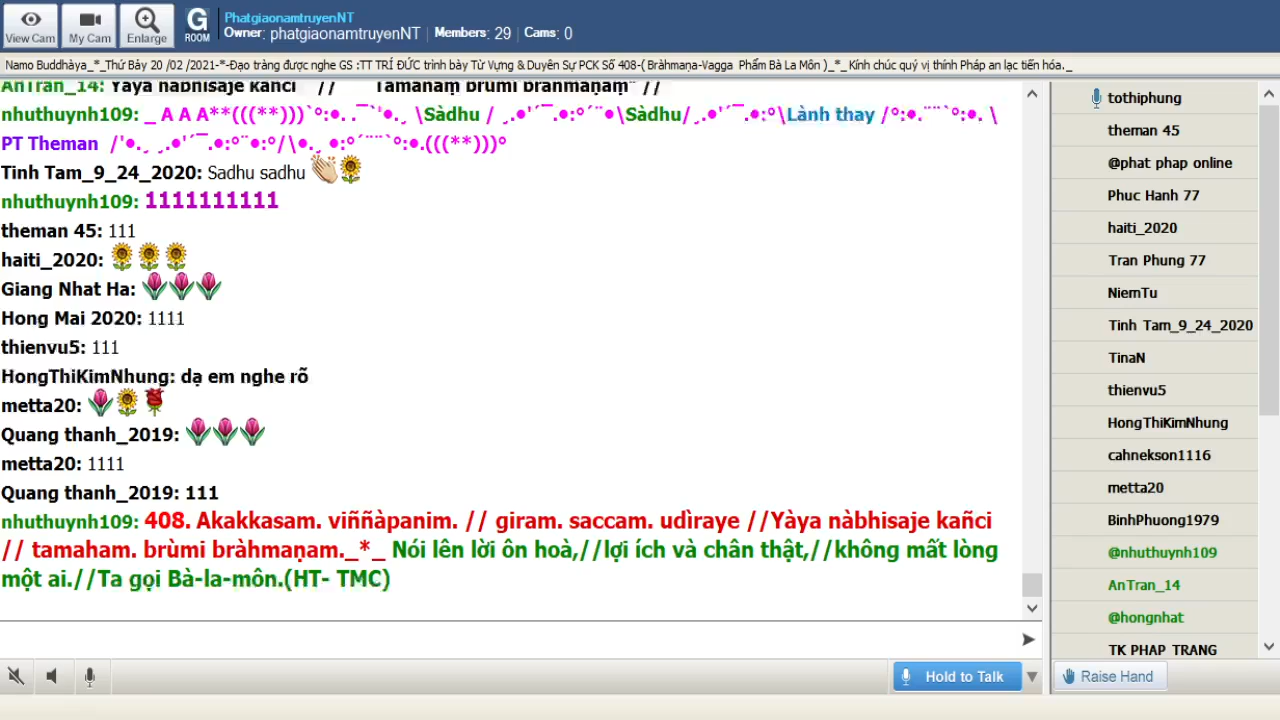 View Cam
My Cam
Enlarge
G
ROOM
PhatgiaonamtruyenNT
Owner: phatgiaonamtruyenNT | Members: 29 | Cams: 0
Namo Buddhàya_*_Thứ Bảy 20 /02 /2021-*-Đạo tràng được nghe GS :TT TRÍ ĐỨC trình bày Từ Vựng & Duyên Sự PCK Số 408-( Bràhmaṇa-Vagga Phẩm Bà La Môn )_*_Kính chúc quý vị thính Pháp an lạc tiến hóa._
AnTran_14: Yàya nàbhisaje kañci // Tamahaṃ brùmi bràhmaṇaṃ" //
nhuthuynh109: _ A A A**(((**)))`°:•. .¯`'•.¸ \Sàdhu / ¸.•'´¯.•:°´¨•\Sàdhu/¸.•'´¯.•:°\Lành thay /°:•.¨¨`°:•. \
PT Theman /'•.¸ ¸.•'´¯.•:°¨•:°/\•.¸ •:°´¨¨`°:•.(((**)))°
Tinh Tam_9_24_2020: Sadhu sadhu
nhuthuynh109: 1111111111
theman 45: 111
haiti_2020:
Giang Nhat Ha:
Hong Mai 2020: 1111
thienvu5: 111
HongThiKimNhung: dạ em nghe rõ
metta20:
Quang thanh_2019:
metta20: 1111
Quang thanh_2019: 111
nhuthuynh109: 408. Akakkasam. viññàpanim. // giram. saccam. udìraye //Yàya nàbhisaje kañci
// tamaham. brùmi bràhmaṇam._*_ Nói lên lời ôn hoà,//lợi ích và chân thật,//không mất lòng
một ai.//Ta gọi Bà-la-môn.(HT- TMC)
Hold to Talk
tothiphung
theman 45
@phat phap online
Phuc Hanh 77
haiti_2020
Tran Phung 77
NiemTu
Tinh Tam_9_24_2020
TinaN
thienvu5
HongThiKimNhung
cahnekson1116
metta20
BinhPhuong1979
@nhuthuynh109
AnTran_14
@hongnhat
TK PHAP TRANG
Raise Hand